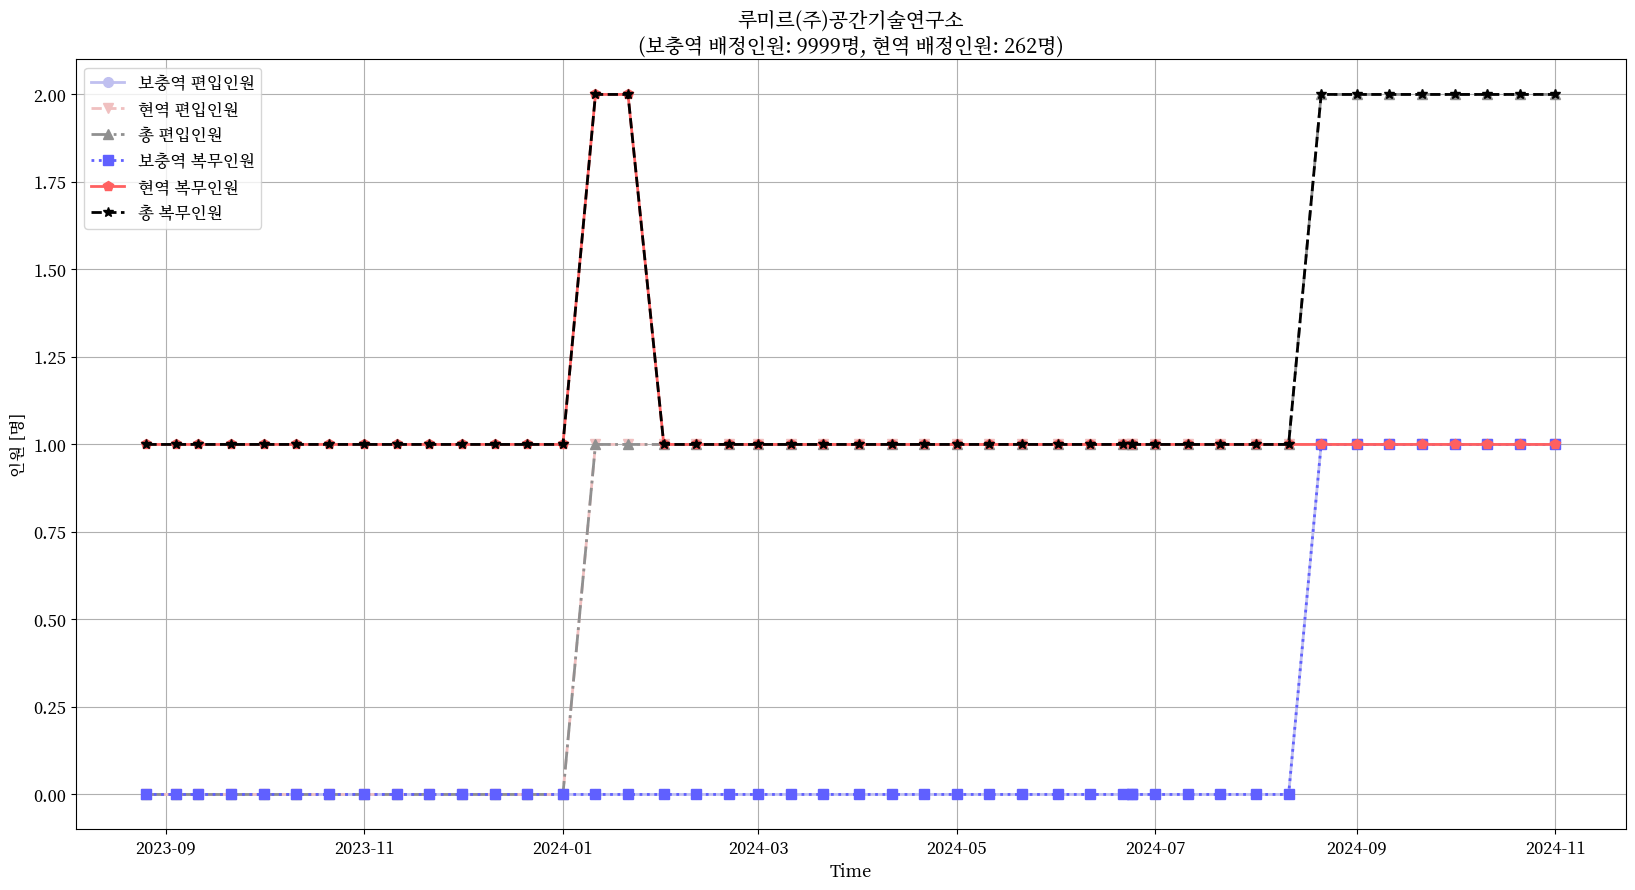 루미르(주)공간기술연구소
(보충역 배정인원: 9999명, 현역 배정인원: 262명)
보충역 편입인원
현역 편입인원
총 편입인원
보충역 복무인원
현역 복무인원
총 복무인원
인원 [명]
2.00
1.75
1.50
1.25
1.00
0.75
0.50
0.25
0.00
2023-09 2023-11 2024-01 2024-03 2024-05 2024-07 2024-09 2024-11
Time